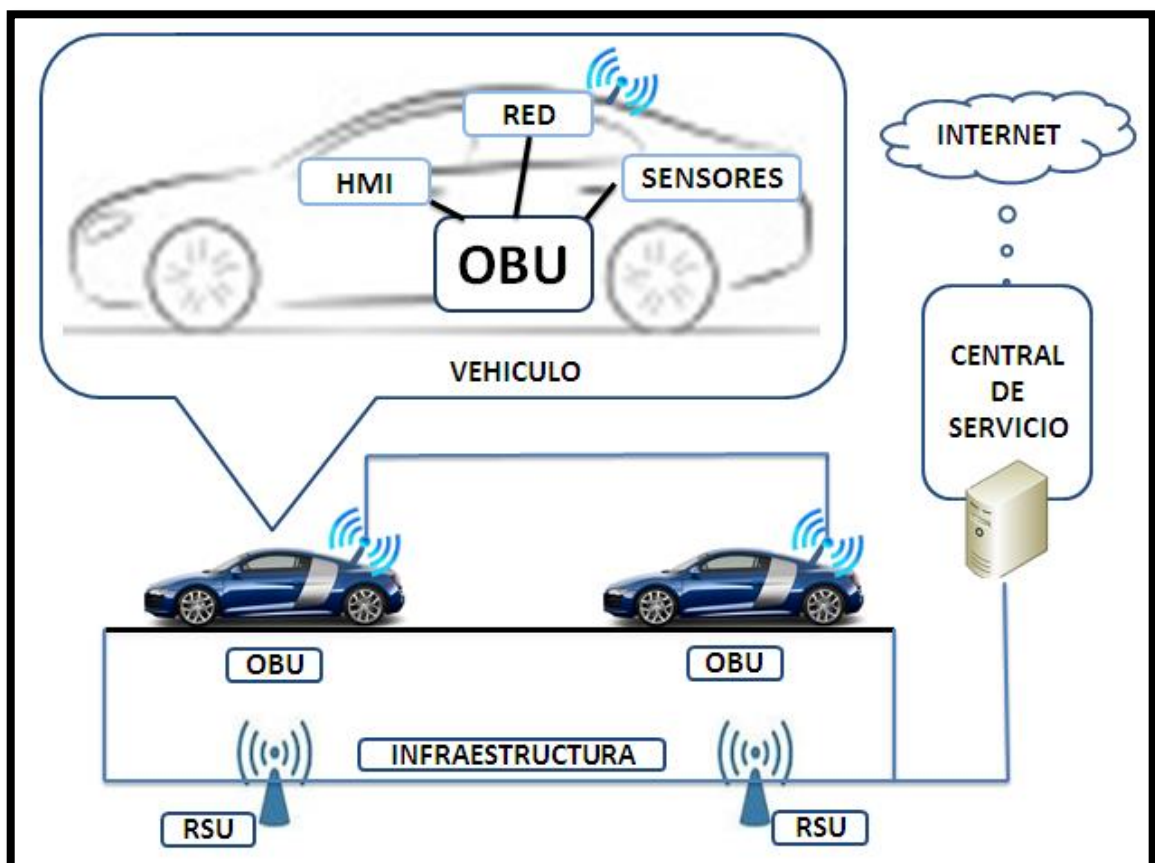 RED
HMI
SENSORES
OBU
VEHICULO
INTERNET
CENTRAL
DE
SERVICIO
OBU
OBU
INFRAESTRUCTURA
RSU
RSU